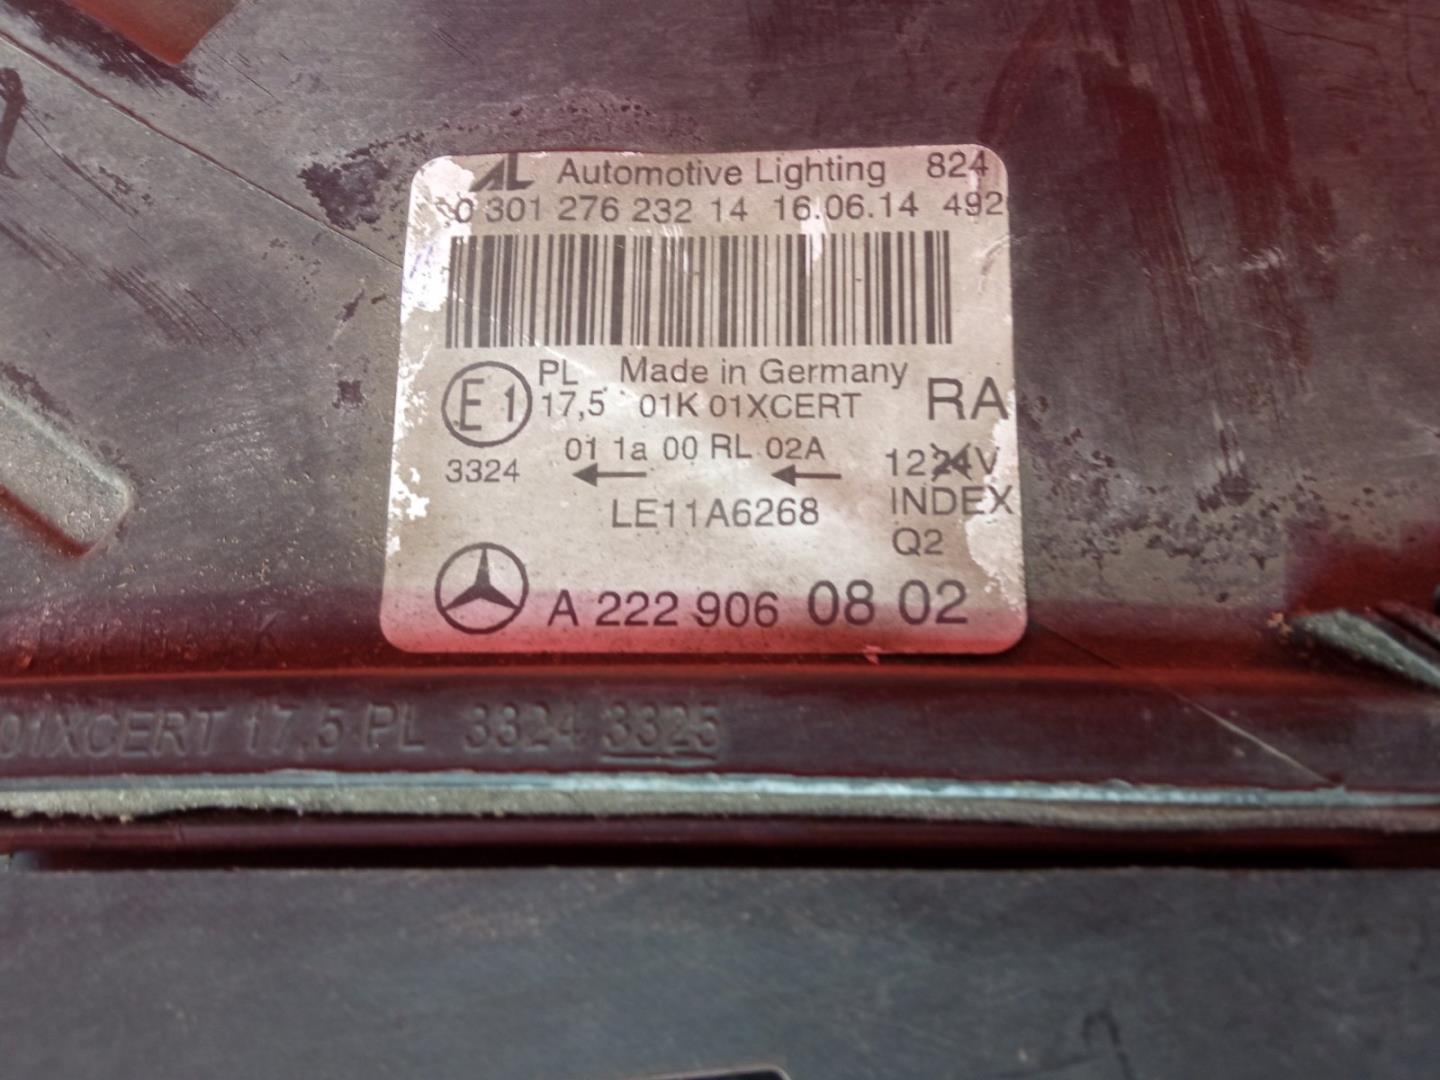 AL Automotive Lighting 824
0 301 276 232 14 16.06.14 492
PL Made in Germany
E1 17,5 01K 01XCERT RA
01 1a 00 RL 02A
3324 ← ← 1224V
LE11A6268 INDEX
Q2
A 222 906 08 02
01XCERT 17,5 PL 3324 3325